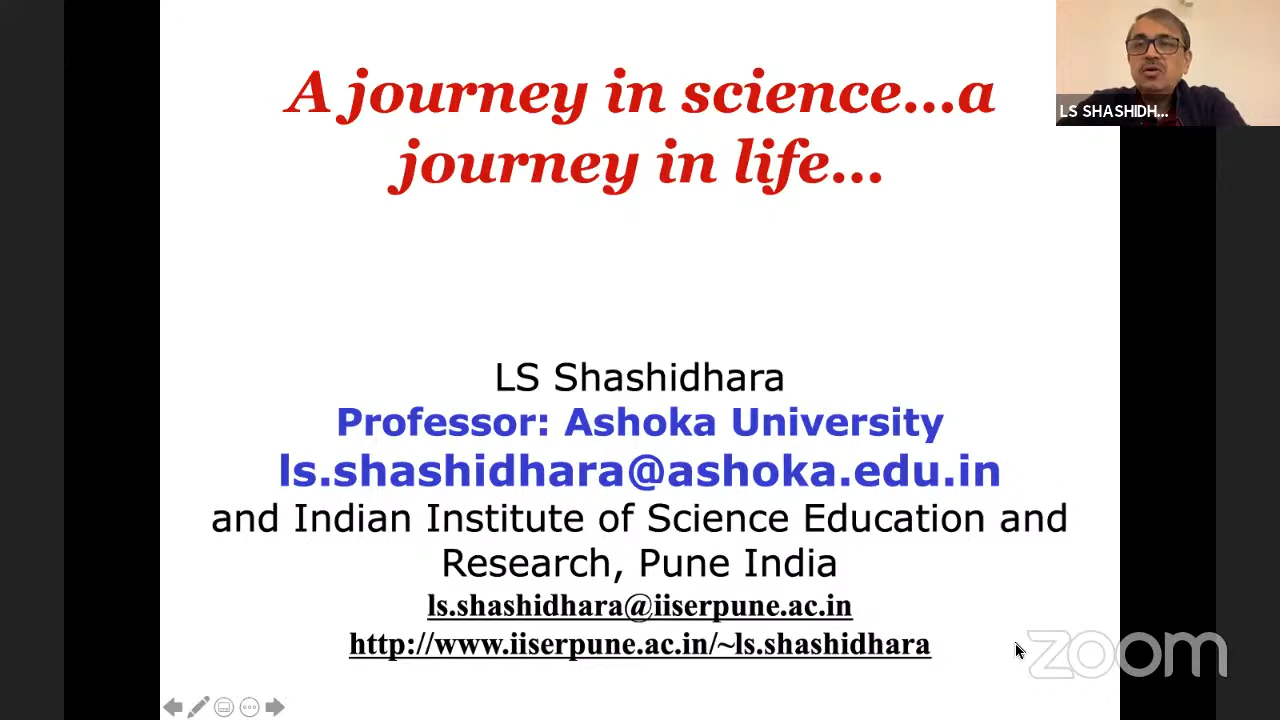 A journey in science...a
journey in life...
LS SHASHIDH...
LS Shashidhara
Professor: Ashoka University
ls.shashidhara@ashoka.edu.in
and Indian Institute of Science Education and
Research, Pune India
ls.shashidhara@iiserpune.ac.in
http://www.iiserpune.ac.in/~ls.shashidhara
zoom